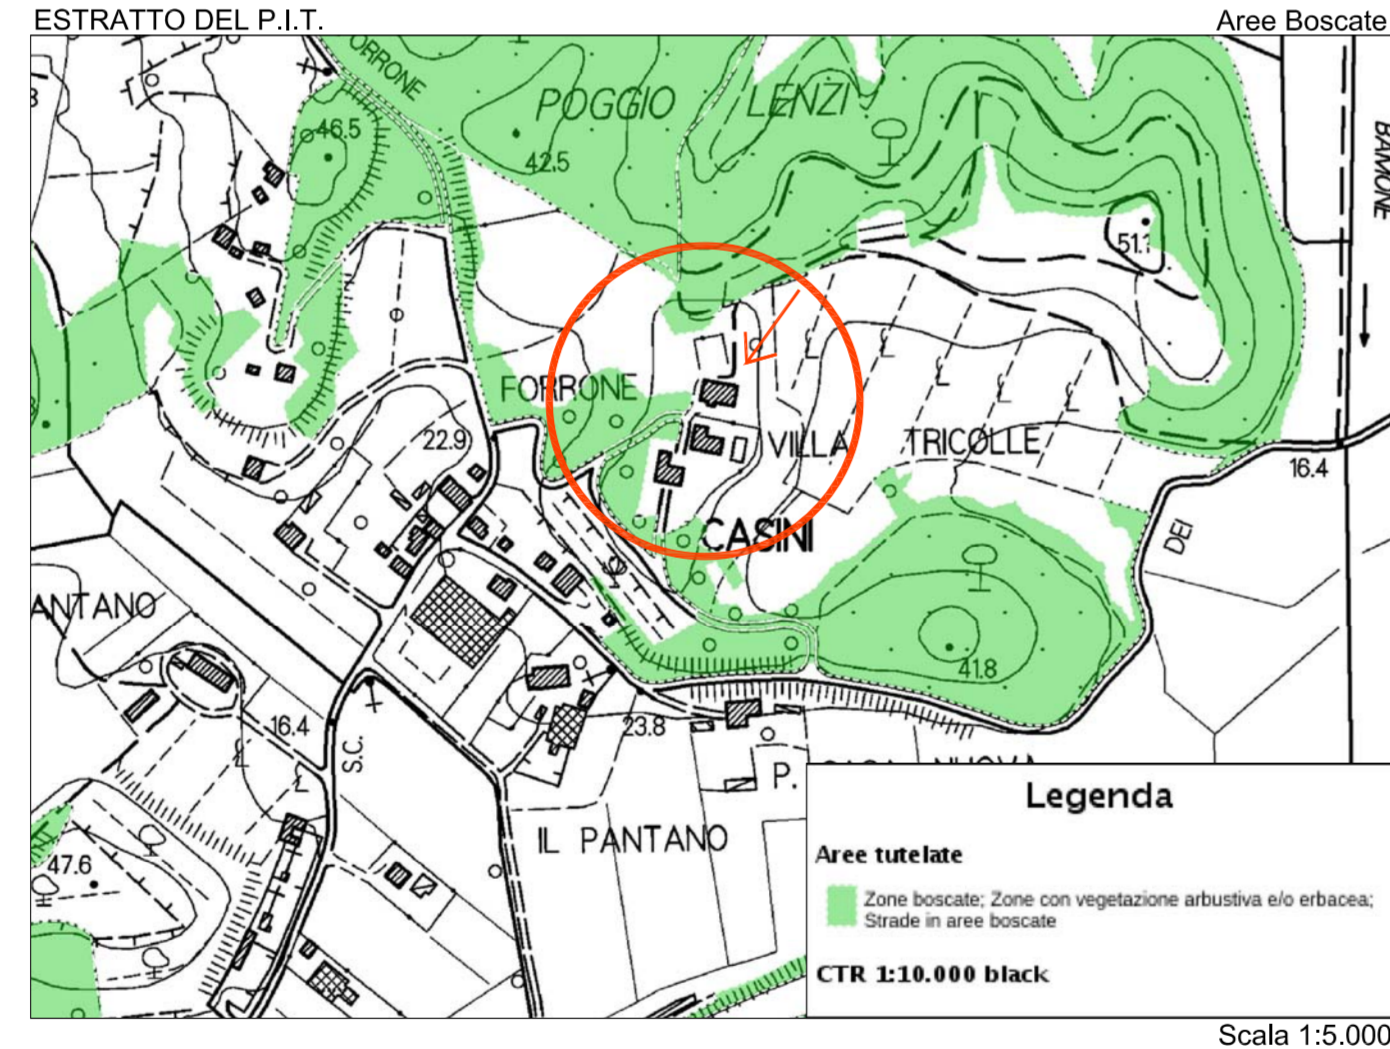 ESTRATTO DEL P.I.T.
Aree Boscate
ORRONE
POGGIO LENZI
BAMONE
46.5
42.5
51.
FORRONE
22.9
VILLA TRICOLLE
16.4
CASINI
DEI
ANTANO
41.8
16.4
23.8
S.C.
P.
IL PANTANO
47.6
Legenda
Aree tutelate
Zone boscate; Zone con vegetazione arbustiva e/o erbacea;
Strade in aree boscate
CTR 1:10.000 black
Scala 1:5.000